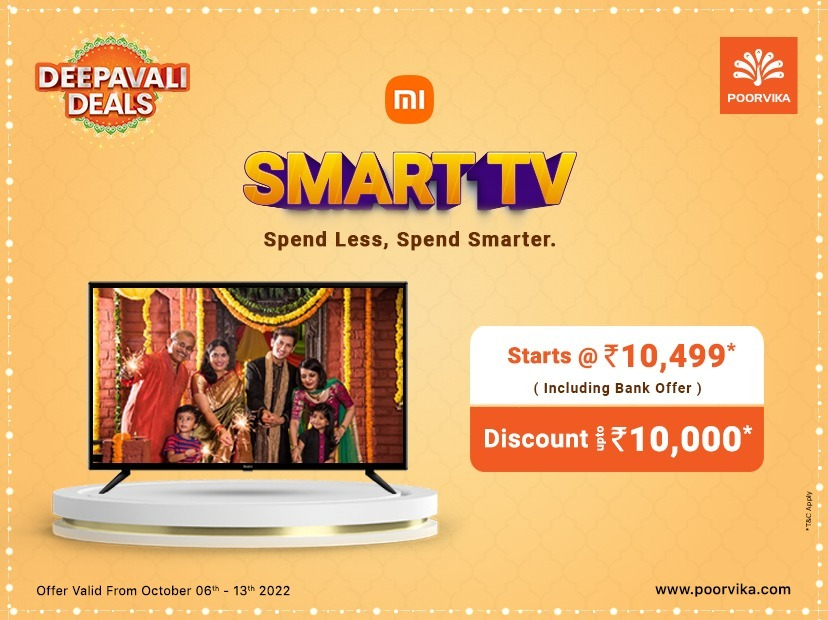 DEEPAVALI
DEALS
mi
POORVIKA
SMART TV
Spend Less, Spend Smarter.
Starts @ ₹10,499*
( Including Bank Offer )
Discount upto ₹10,000*
*T&C Apply
Offer Valid From October 06th - 13th 2022
www.poorvika.com